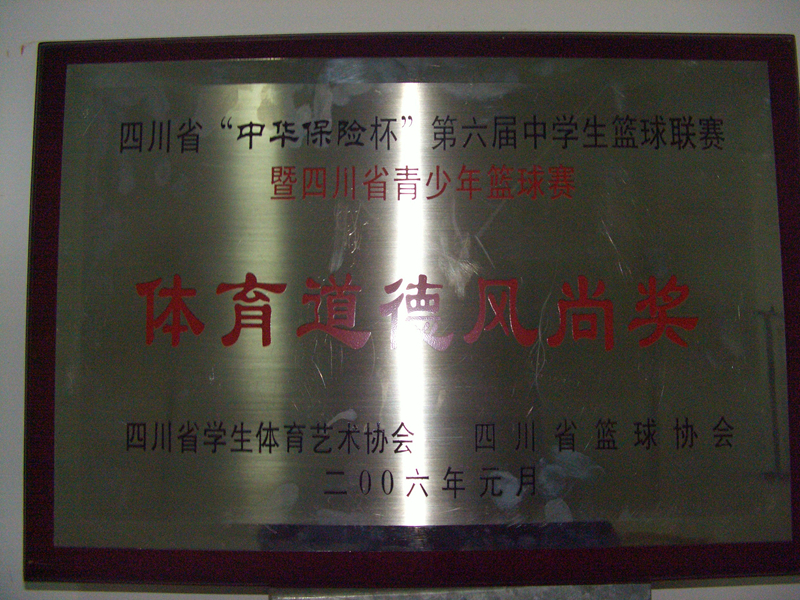 四川省“中华保险杯”第六届中学生篮球联赛
暨四川省青少年篮球赛
体育道德风尚奖
四川省学生体育艺术协会 四川省篮球协会
二00六年元月